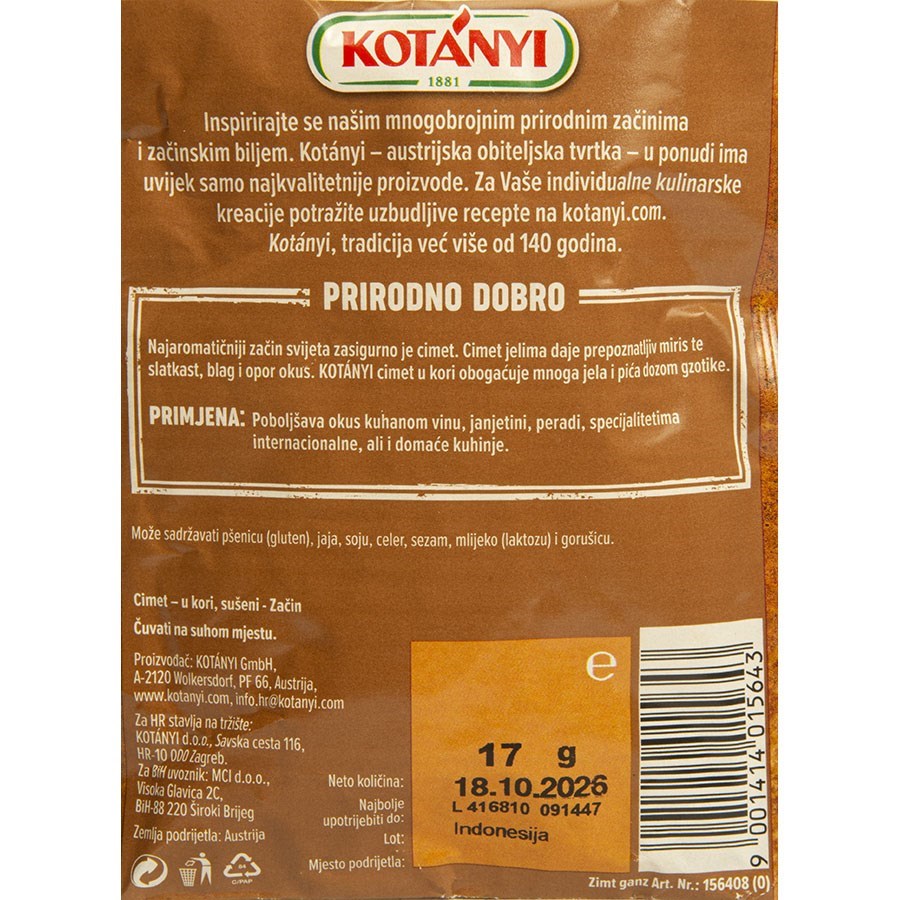 KOTÁNYI
1881
Inspirirajte se našim mnogobrojnim prirodnim začinima
i začinskim biljem. Kotányi – austrijska obiteljska tvrtka – u ponudi ima
uvijek samo najkvalitetnije proizvode. Za Vaše individualne kulinarske
kreacije potražite uzbudljive recepte na kotanyi.com.
Kotányi, tradicija već više od 140 godina.
PRIRODNO DOBRO
Najaromatičniji začin svijeta zasigurno je cimet. Cimet jelima daje prepoznatljiv miris te
slatkast, blag i opor okus. KOTÁNYI cimet u kori obogaćuje mnoga jela i pića dozom gzotike.
PRIMJENA: Poboljšava okus kuhanom vinu, janjetini, peradi, specijalitetima
internacionalne, ali i domaće kuhinje.
Može sadržavati pšenicu (gluten), jaja, soju, celer, sezam, mlijeko (laktozu) i gorušicu.
Cimet – u kori, sušeni - Začin
Čuvati na suhom mjestu.
Proizvođač: KOTÁNYI GmbH,
A-2120 Wolkersdorf, PF 66, Austrija,
www.kotanyi.com, info.hr@kotanyi.com
Za HR stavlja na tržište:
KOTÁNYI d.o.o., Savska cesta 116,
HR-10 000 Zagreb.
Za BiH uvoznik: MCI d.o.o.,
Visoka Glavica 2C,
BiH-88 220 Široki Brijeg
Zemlja podrijetla: Austrija
84
C/PAP
Neto količina:
Najbolje
upotrijebiti do:
Lot:
Mjesto podrijetla:
e
17 g
18.10.2026
L 416810 091447
Indonesija
9 001414 015643
Zimt ganz Art. Nr.: 156408 (0)